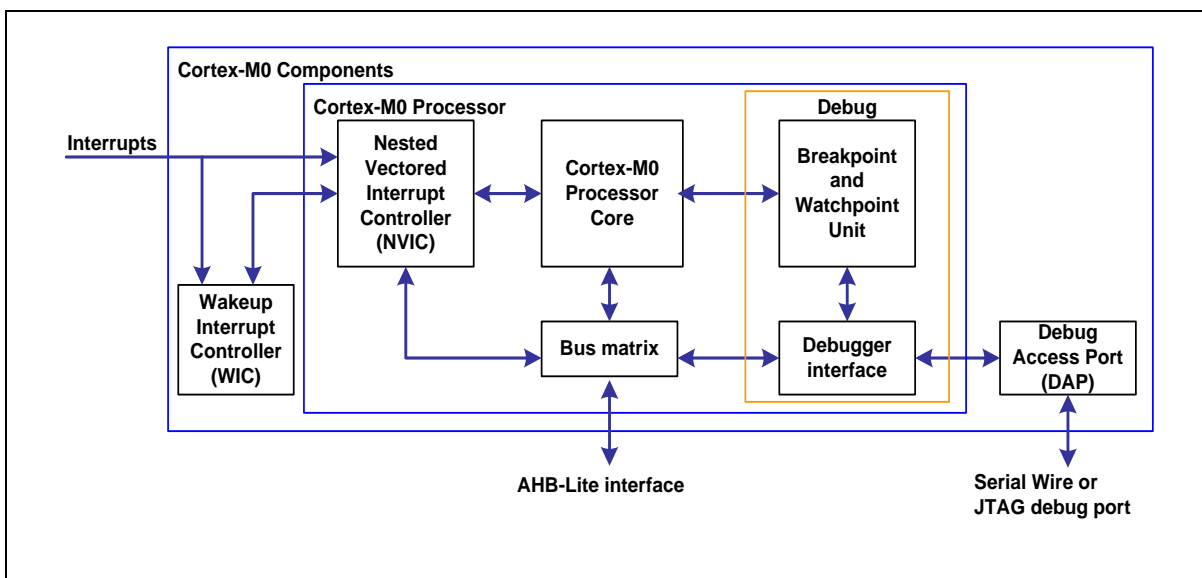 Cortex-M0 Components
Cortex-M0 Processor
Debug
Interrupts
Nested
Vectored
Interrupt
Controller
(NVIC)
Cortex-M0
Processor
Core
Breakpoint
and
Watchpoint
Unit
Wakeup
Interrupt
Controller
(WIC)
Bus matrix
Debugger
interface
Debug
Access Port
(DAP)
AHB-Lite interface
Serial Wire or
JTAG debug port